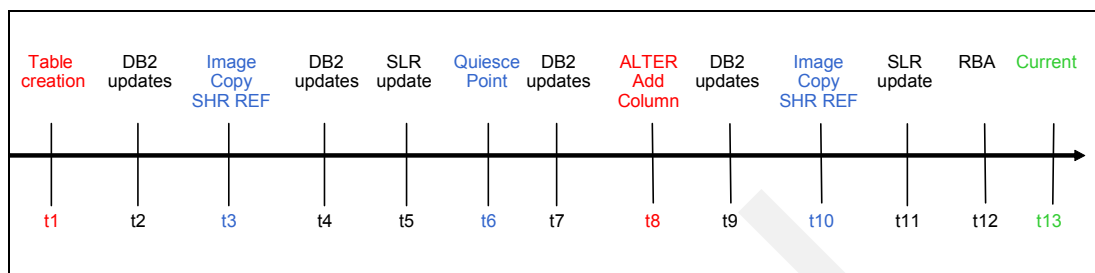 Table creation
DB2 updates
Image Copy SHR REF
DB2 updates
SLR update
Quiesce Point
DB2 updates
ALTER Add Column
DB2 updates
Image Copy SHR REF
SLR update
RBA
Current
t1
t2
t3
t4
t5
t6
t7
t8
t9
t10
t11
t12
t13